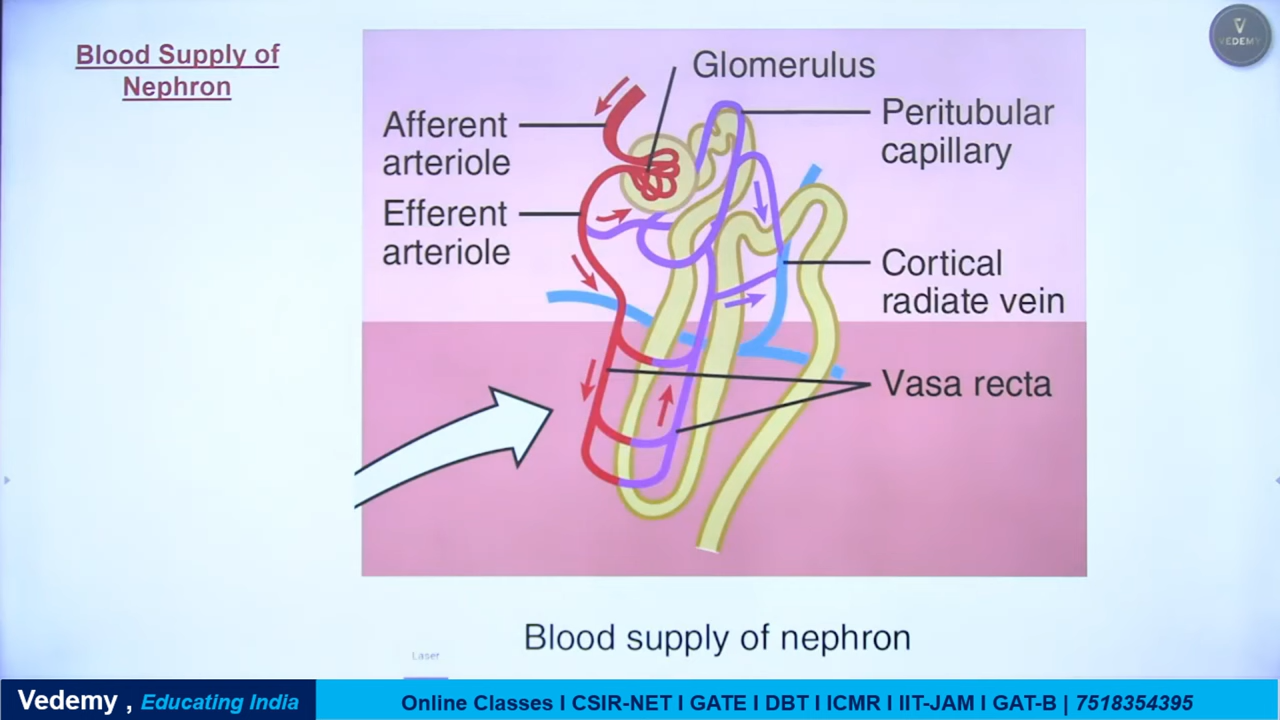 Blood Supply of
Nephron
VEDEMY
Glomerulus
Afferent
arteriole
Peritubular
capillary
Efferent
arteriole
Cortical
radiate vein
Vasa recta
Blood supply of nephron
Laser
Vedemy , Educating India
Online Classes I CSIR-NET I GATE I DBT I ICMR I IIT-JAM I GAT-B | 7518354395